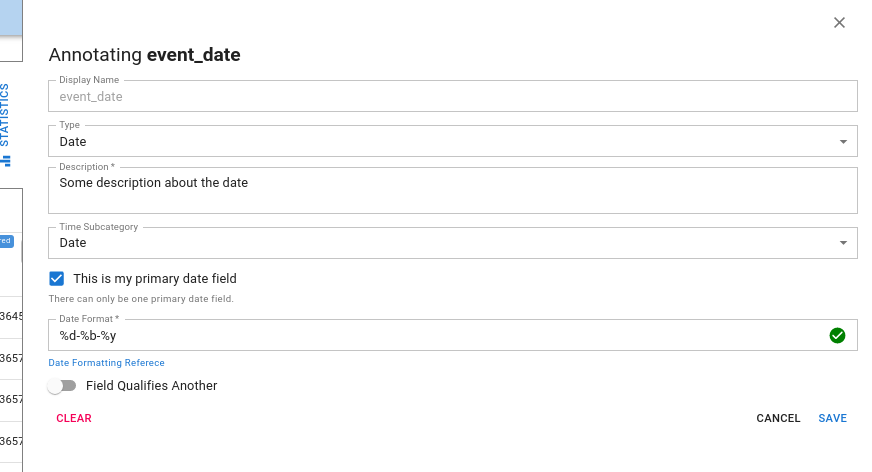 Annotating event_date
Display Name
event_date
Type
Date
Description *
Some description about the date
Time Subcategory
Date
This is my primary date field
There can only be one primary date field.
Date Format *
%d-%b-%y
Date Formatting Referece
Field Qualifies Another
CLEAR
CANCEL
SAVE
STATISTICS
red
3645
3657
3657
3657